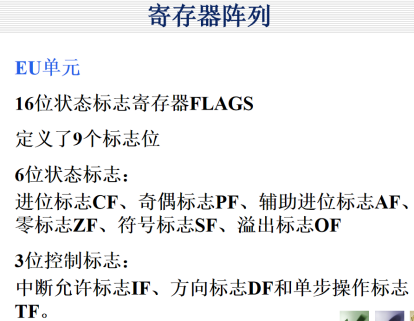 寄存器阵列
EU单元
16位状态标志寄存器FLAGS
定义了9个标志位
6位状态标志：
进位标志CF、奇偶标志PF、辅助进位标志AF、
零标志ZF、符号标志SF、溢出标志OF
3位控制标志：
中断允许标志IF、方向标志DF和单步操作标志
TF。